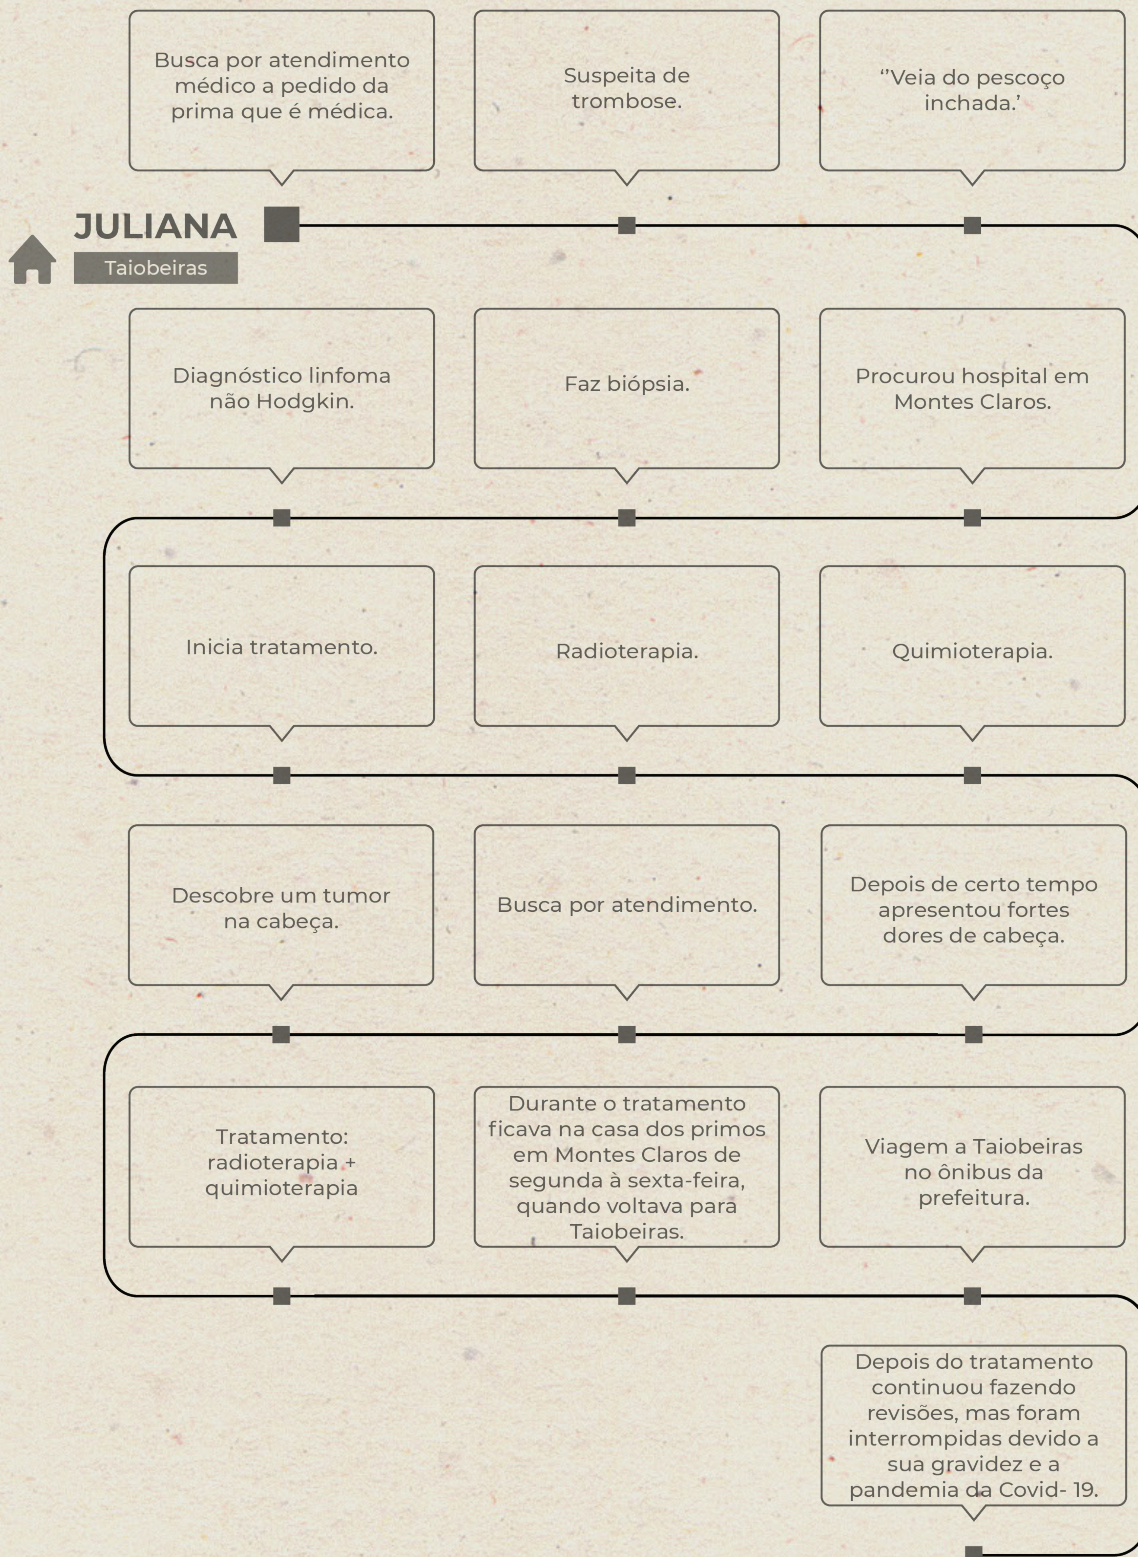 Busca por atendimento
médico a pedido da
prima que é médica.
Suspeita de
trombose.
‘’Veia do pescoço
inchada.’
JULIANA
Taiobeiras
Diagnóstico linfoma
não Hodgkin.
Faz biópsia.
Procurou hospital em
Montes Claros.
Inicia tratamento.
Radioterapia.
Quimioterapia.
Descobre um tumor
na cabeça.
Busca por atendimento.
Depois de certo tempo
apresentou fortes
dores de cabeça.
Tratamento:
radioterapia +
quimioterapia
Durante o tratamento
ficava na casa dos primos
em Montes Claros de
segunda à sexta-feira,
quando voltava para
Taiobeiras.
Viagem a Taiobeiras
no ônibus da
prefeitura.
Depois do tratamento
continuou fazendo
revisões, mas foram
interrompidas devido a
sua gravidez e a
pandemia da Covid- 19.